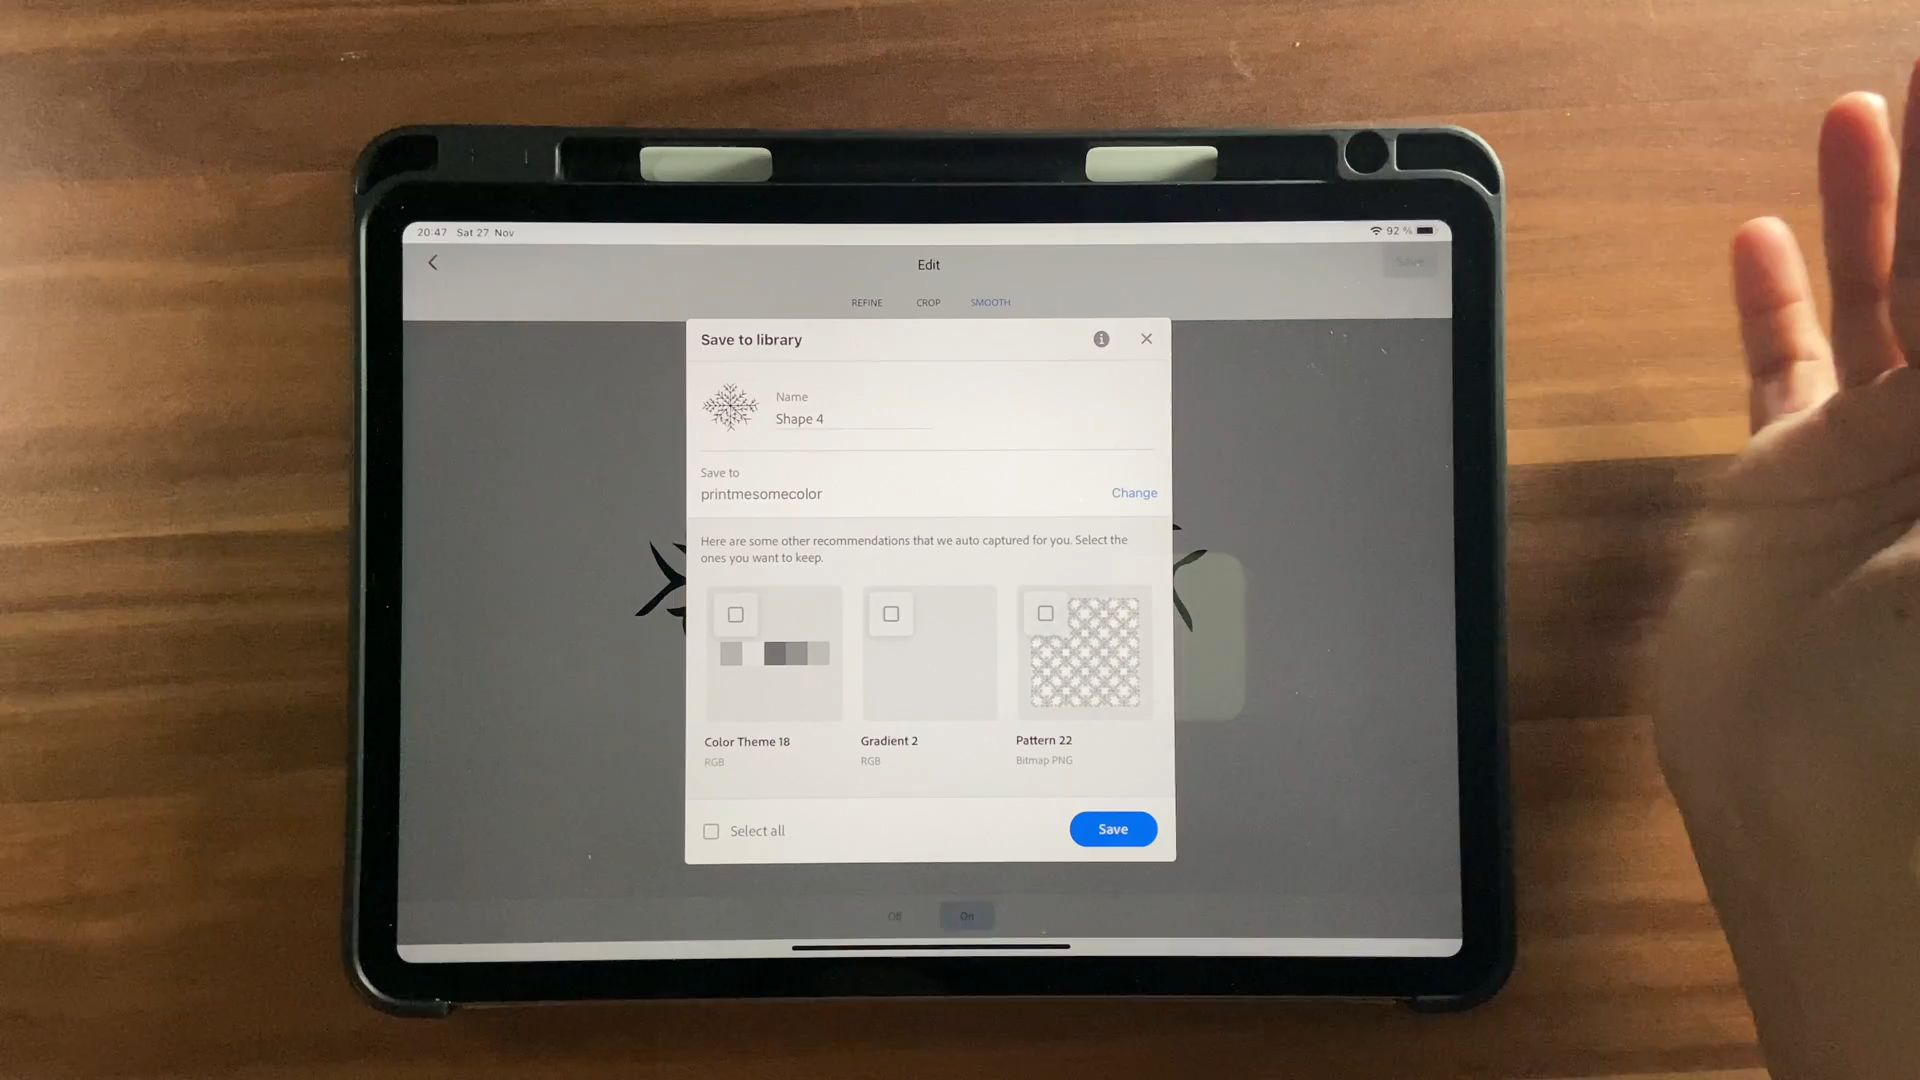 20:47 Sat 27. Nov
92 %
Edit
Save
REFINE CROP SMOOTH
Save to library
Name
Shape 4
Save to
printmesomecolor
Change
Here are some other recommendations that we auto captured for you. Select the
ones you want to keep.
Color Theme 18
RGB
Gradient 2
RGB
Pattern 22
Bitmap PNG
Select all
Save
Off
On